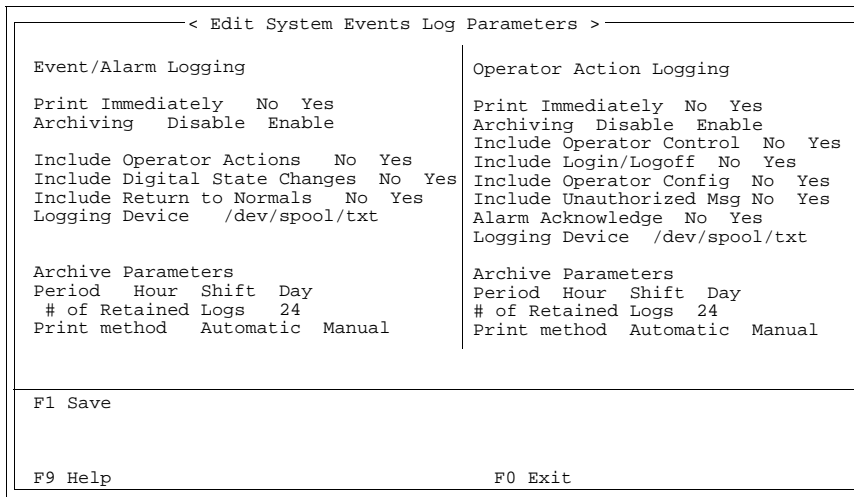 < Edit System Events Log Parameters >
Event/Alarm Logging
Print Immediately No Yes
Archiving Disable Enable
Include Operator Actions No Yes
Include Digital State Changes No Yes
Include Return to Normals No Yes
Logging Device /dev/spool/txt
Archive Parameters
Period Hour Shift Day
# of Retained Logs 24
Print method Automatic Manual
Operator Action Logging
Print Immediately No Yes
Archiving Disable Enable
Include Operator Control No Yes
Include Login/Logoff No Yes
Include Operator Config No Yes
Include Unauthorized Msg No Yes
Alarm Acknowledge No Yes
Logging Device /dev/spool/txt
Archive Parameters
Period Hour Shift Day
# of Retained Logs 24
Print method Automatic Manual
F1 Save
F9 Help F0 Exit